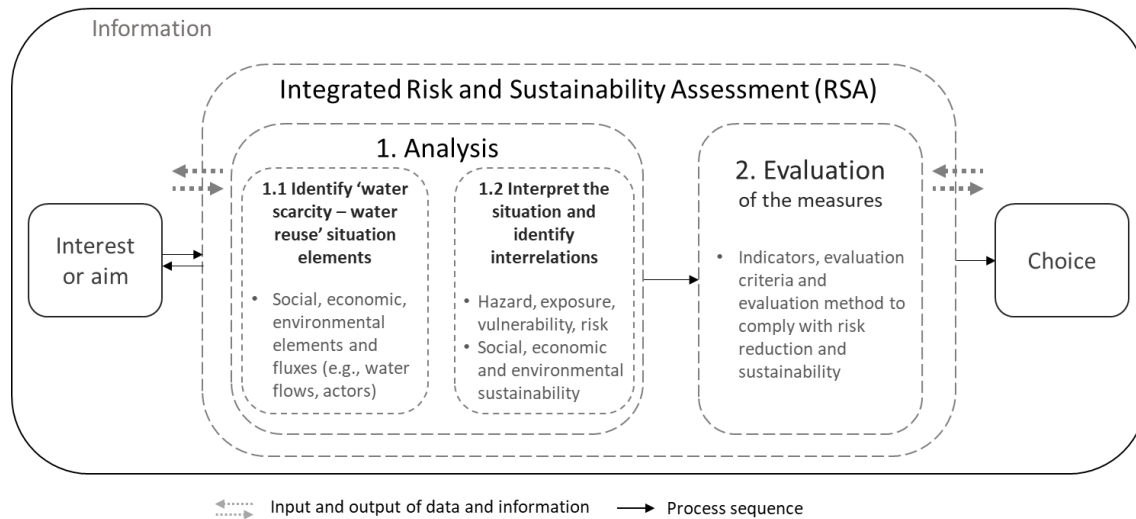 Information
Integrated Risk and Sustainability Assessment (RSA)
1. Analysis
1.1 Identify ‘water
scarcity – water
reuse’ situation
elements
• Social, economic,
environmental
elements and
fluxes (e.g., water
flows, actors)
1.2 Interpret the
situation and
identify
interrelations
• Hazard, exposure,
vulnerability, risk
• Social, economic
and environmental
sustainability
2. Evaluation
of the measures
• Indicators, evaluation
criteria and
evaluation method to
comply with risk
reduction and
sustainability
Interest
or aim
Choice
Input and output of data and information
Process sequence